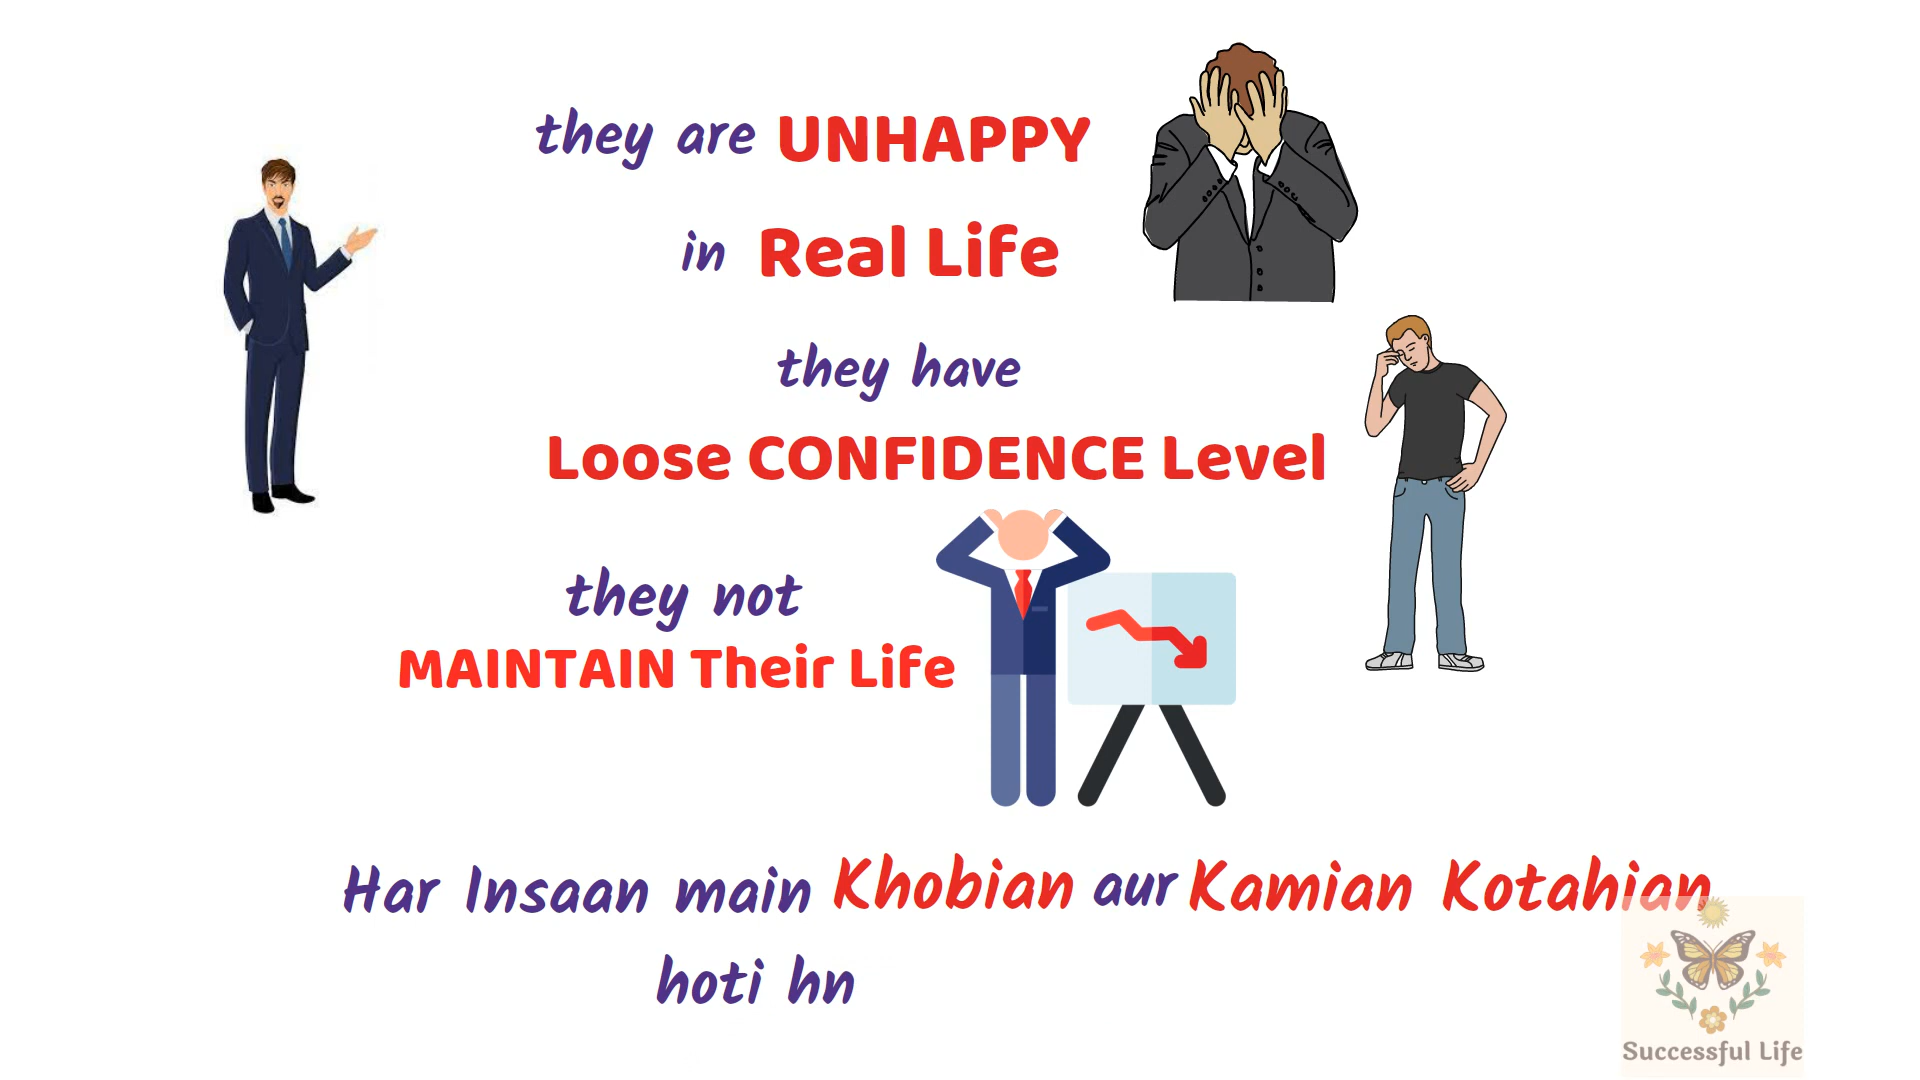 they are UNHAPPY
in Real Life
they have
Loose CONFIDENCE Level
they not
MAINTAIN Their Life
Har Insaan main Khobian aur Kamian Kotahian
hoti hn
Successful Life